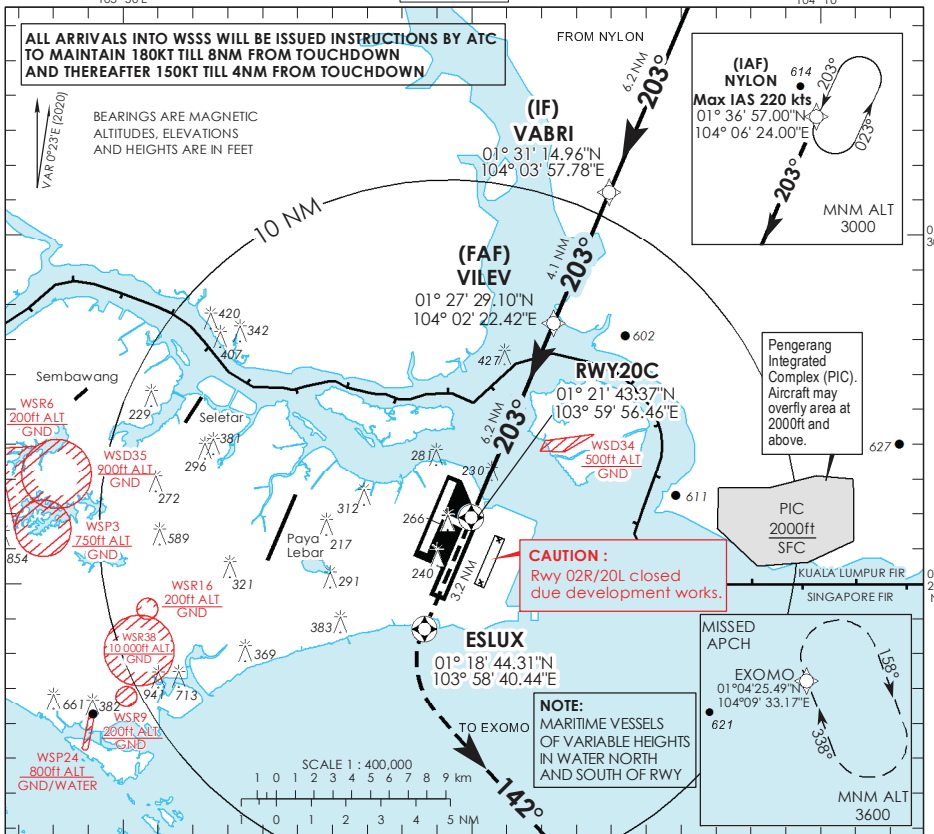 ALL ARRIVALS INTO WSSS WILL BE ISSUED INSTRUCTIONS BY ATC
TO MAINTAIN 180KT TILL 8NM FROM TOUCHDOWN
AND THEREAFTER 150KT TILL 4NM FROM TOUCHDOWN
VAR 0°23'E (2020)
BEARINGS ARE MAGNETIC
ALTITUDES, ELEVATIONS
AND HEIGHTS ARE IN FEET
FROM NYLON
6.2 NM
203°
(IF)
VABRI
01° 31' 14.96"N
104° 03' 57.78"E
(IAF)
NYLON
Max IAS 220 kts
01° 36' 57.00"N
104° 06' 24.00"E
614
203°
023°
203°
MNM ALT
3000
10 NM
4.1 NM
203°
(FAF)
VILEV
01° 27' 29.10"N
104° 02' 22.42"E
420
407
342
427
602
RWY20C
01° 21' 43.37"N
103° 59' 56.46"E
6.2 NM
203°
Pengerang
Integrated
Complex (PIC).
Aircraft may
overfly area at
2000ft and
above.
627
611
PIC
2000ft
SFC
WSD34
500ft ALT
GND
Sembawang
229
Seletar
381
296
WSR6
200ft ALT
GND
WSD35
900ft ALT
GND
WSP3
750ft ALT
GND
854
272
589
281
230
312
266
217
240
Paya
Lebar
321
291
383
369
3.2 NM
CAUTION :
Rwy 02R/20L closed
due development works.
KUALA LUMPUR FIR
SINGAPORE FIR
WSR16
200ft ALT
GND
WSR38
10 000ft ALT
GND
941
713
661
382
WSR9
200ft ALT
GND
WSP24
800ft ALT
GND/WATER
ESLUX
01° 18' 44.31"N
103° 58' 40.44"E
TO EXOMO
142°
NOTE:
MARITIME VESSELS
OF VARIABLE HEIGHTS
IN WATER NORTH
AND SOUTH OF RWY
MISSED
APCH
EXOMO
01°04'25.49"N
104°09' 33.17"E
158°
338°
621
MNM ALT
3600
SCALE 1 : 400,000
1 0 1 2 3 4 5 6 7 8 9 km
1 0 1 2 3 4 5 NM